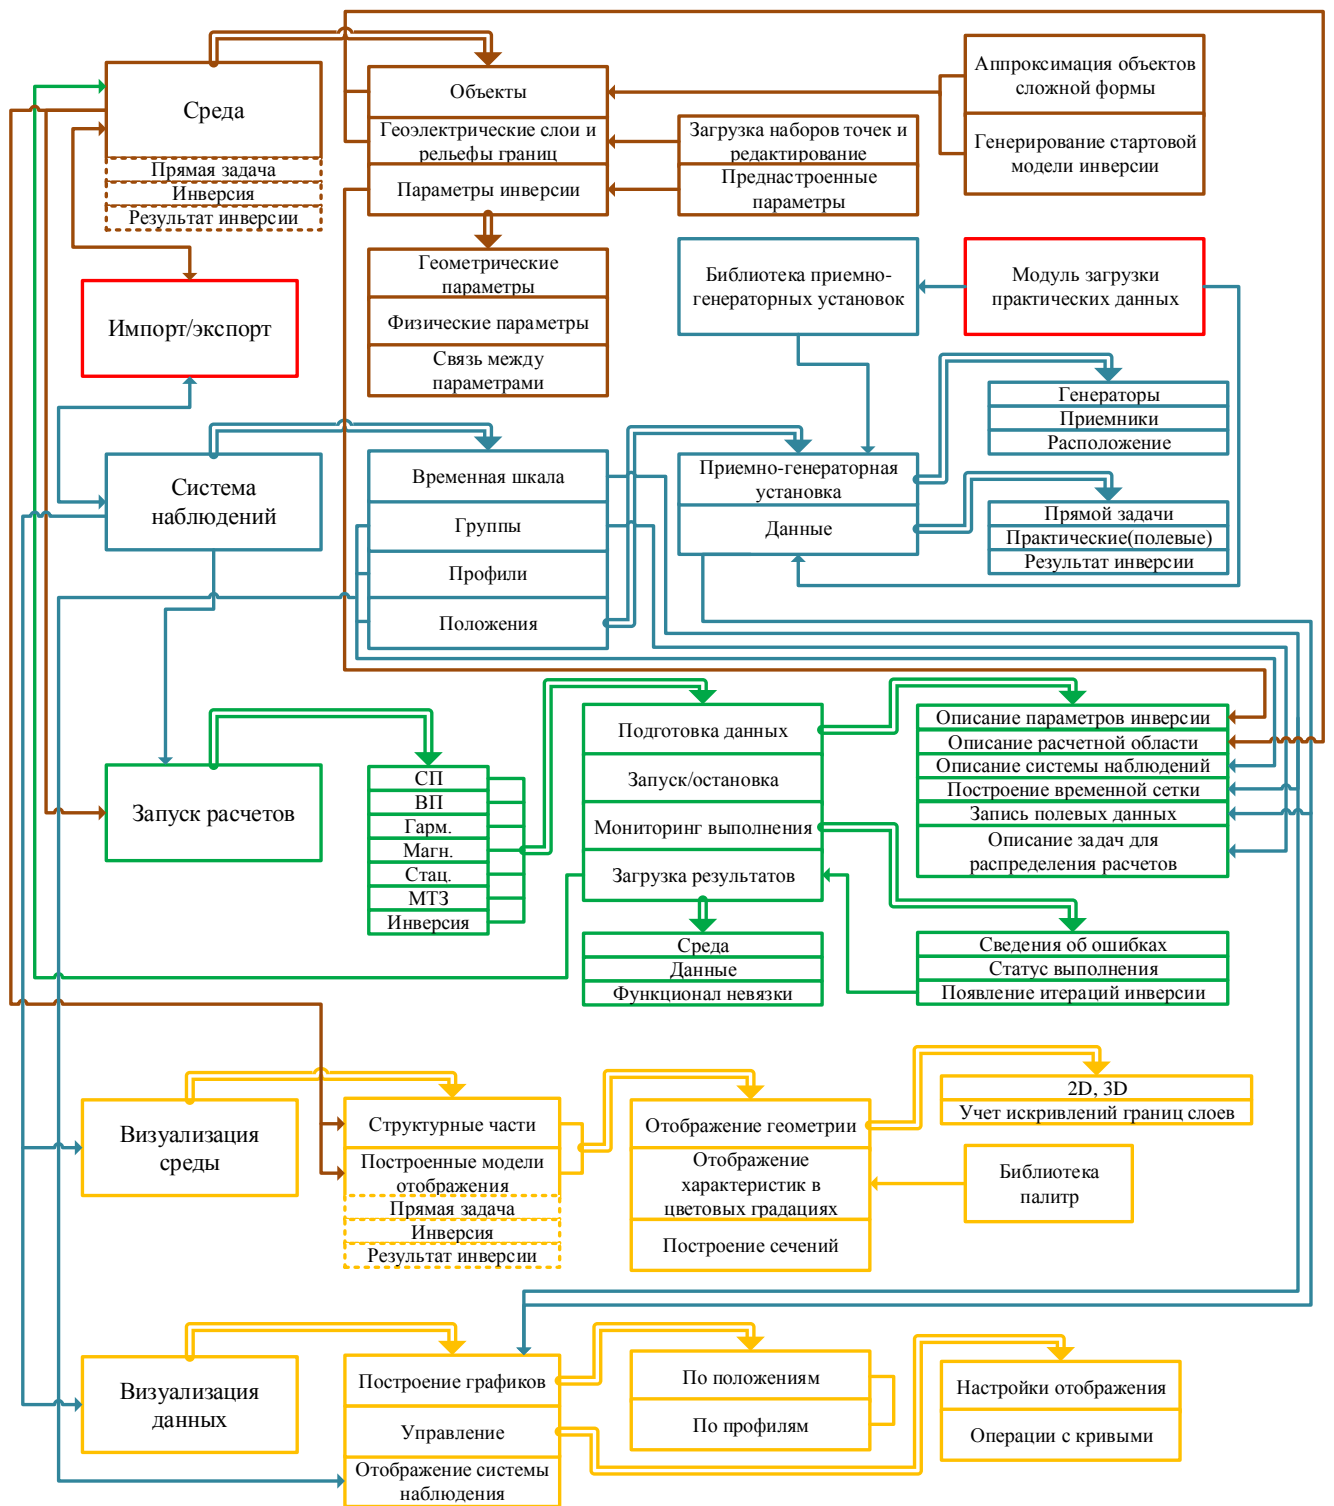 Среда
Прямая задача
Инверсия
Результат инверсии
Объекты
Геоэлектрические слои и
рельефы границ
Параметры инверсии
Загрузка наборов точек и
редактирование
Преднастроенные
параметры
Аппроксимация объектов
сложной формы
Генерирование стартовой
модели инверсии
Импорт/экспорт
Геометрические
параметры
Физические параметры
Связь между
параметрами
Библиотека приемно-
генераторных установок
Модуль загрузки
практических данных
Генераторы
Приемники
Расположение
Система
наблюдений
Временная шкала
Группы
Профили
Положения
Приемно-генераторная
установка
Данные
Прямой задачи
Практические(полевые)
Результат инверсии
Запуск расчетов
СП
ВП
Гарм.
Магн.
Стац.
МТЗ
Инверсия
Подготовка данных
Запуск/остановка
Мониторинг выполнения
Загрузка результатов
Описание параметров инверсии
Описание расчетной области
Описание системы наблюдений
Построение временной сетки
Запись полевых данных
Описание задач для
распределения расчетов
Среда
Данные
Функционал невязки
Сведения об ошибках
Статус выполнения
Появление итераций инверсии
Визуализация
среды
Структурные части
Построенные модели
отображения
Прямая задача
Инверсия
Результат инверсии
Отображение геометрии
Отображение
характеристик в
цветовых градациях
Построение сечений
2D, 3D
Учет искривлений границ слоев
Библиотека
палитр
Визуализация
данных
Построение графиков
Управление
Отображение системы
наблюдения
По положениям
По профилям
Настройки отображения
Операции с кривыми